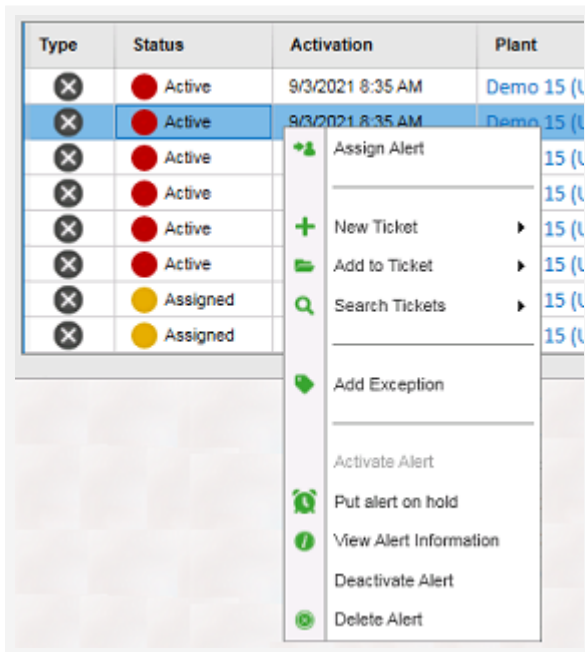 Type Status Activation Plant
Active 9/3/2021 8:35 AM Demo 15 (U
Active 9/3/2021 8:35 AM Demo 15 (U
Active 15 (U
Active 15 (U
Active 15 (U
Active 15 (U
Assigned 15 (U
Assigned 15 (U
Assign Alert
New Ticket
Add to Ticket
Search Tickets
Add Exception
Activate Alert
Put alert on hold
View Alert Information
Deactivate Alert
Delete Alert